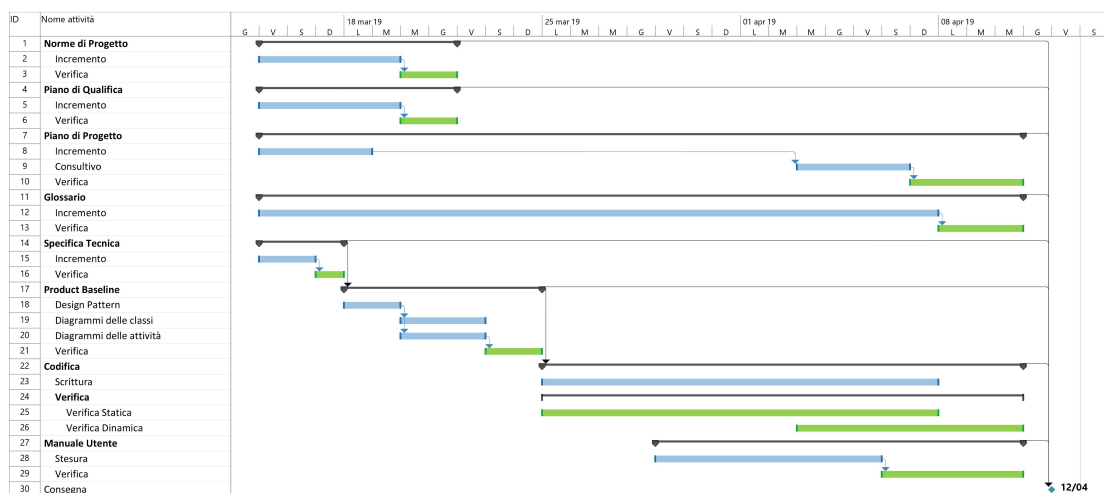 ID Nome attività 18 mar 19 25 mar 19 01 apr 19 08 apr 19
G V S D L M M G V S D L M M G V S D L M M G V S D L M M G V S
1 Norme di Progetto
2 Incremento
3 Verifica
4 Piano di Qualifica
5 Incremento
6 Verifica
7 Piano di Progetto
8 Incremento
9 Consultivo
10 Verifica
11 Glossario
12 Incremento
13 Verifica
14 Specifica Tecnica
15 Incremento
16 Verifica
17 Product Baseline
18 Design Pattern
19 Diagrammi delle classi
20 Diagrammi delle attività
21 Verifica
22 Codifica
23 Scrittura
24 Verifica
25 Verifica Statica
26 Verifica Dinamica
27 Manuale Utente
28 Stesura
29 Verifica
30 Consegna 12/04